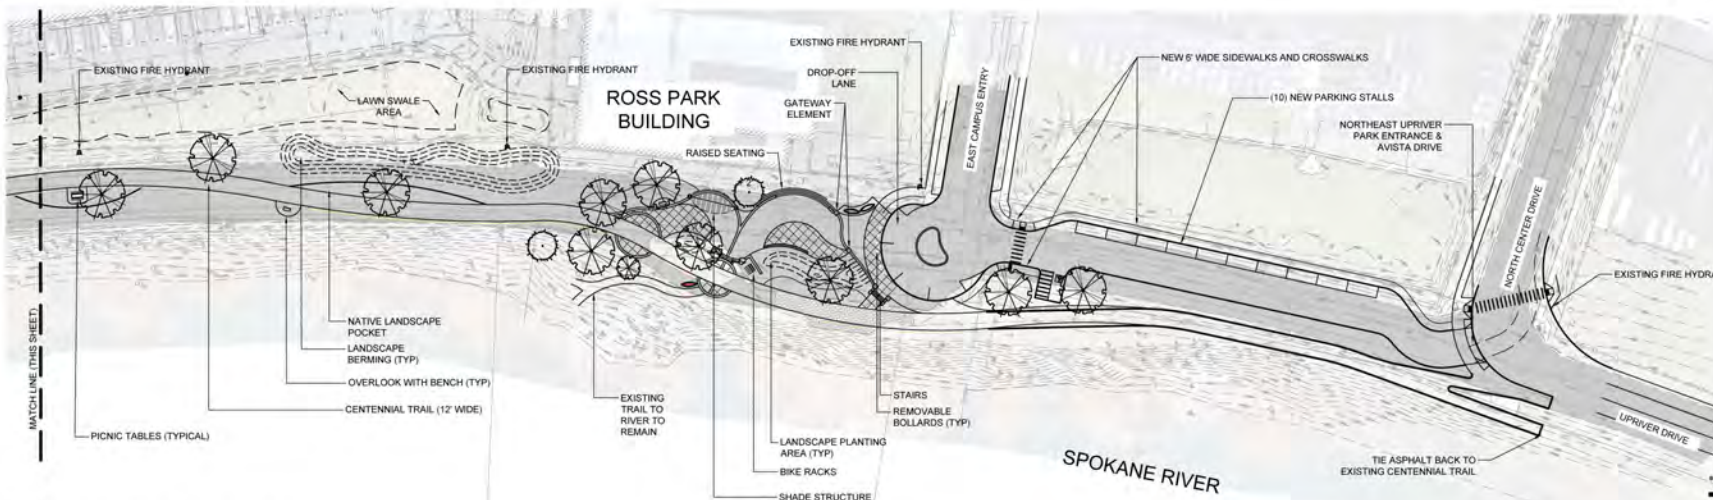 EXISTING FIRE HYDRANT
LAWN SWALE
AREA
EXISTING FIRE HYDRANT
ROSS PARK
BUILDING
EXISTING FIRE HYDRANT
DROP-OFF
LANE
GATEWAY
ELEMENT
RAISED SEATING
EAST CAMPUS ENTRY
NEW 6' WIDE SIDEWALKS AND CROSSWALKS
(10) NEW PARKING STALLS
NORTHEAST UPRIVER
PARK ENTRANCE &
AVISTA DRIVE
NORTH CENTER DRIVE
EXISTING FIRE HYDRA
MATCH LINE (THIS SHEET)
NATIVE LANDSCAPE
POCKET
LANDSCAPE
BERMING (TYP)
OVERLOOK WITH BENCH (TYP)
CENTENNIAL TRAIL (12' WIDE)
PICNIC TABLES (TYPICAL)
EXISTING
TRAIL TO
RIVER TO
REMAIN
STAIRS
REMOVABLE
BOLLARDS (TYP)
LANDSCAPE PLANTING
AREA (TYP)
BIKE RACKS
SHADE STRUCTURE
SPOKANE RIVER
UPRIVER DRIVE
TIE ASPHALT BACK TO
EXISTING CENTENNIAL TRAIL